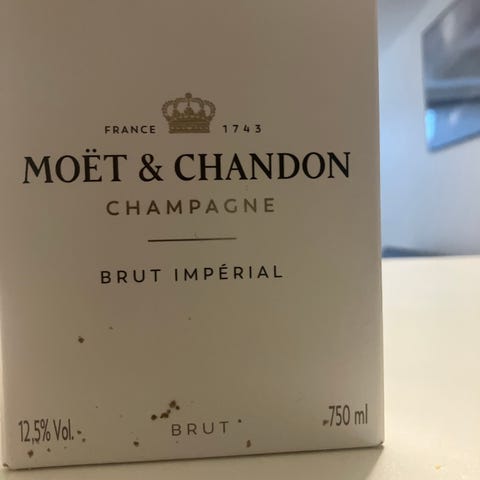 FRANCE 1743
MOËT & CHANDON
CHAMPAGNE
BRUT IMPÉRIAL
12,5% Vol. BRUT 750 ml